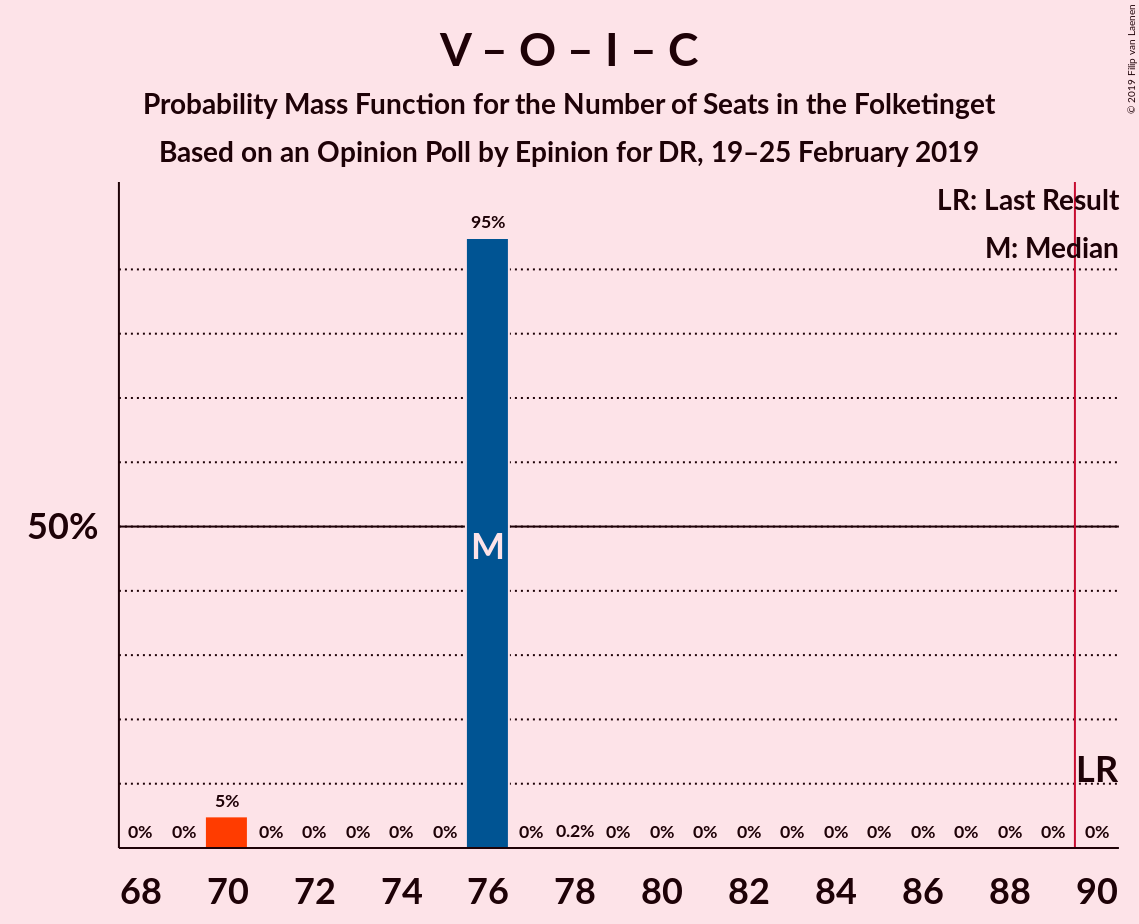 V – O – I – C
Probability Mass Function for the Number of Seats in the Folketinget
Based on an Opinion Poll by Epinion for DR, 19–25 February 2019
© 2019 Filip van Laenen
LR: Last Result
M: Median
95%
50%
M
LR
5%
0% 0% 0% 0% 0% 0% 0% 0% 0.2% 0% 0% 0% 0% 0% 0% 0% 0% 0% 0% 0% 0%
68 70 72 74 76 78 80 82 84 86 88 90